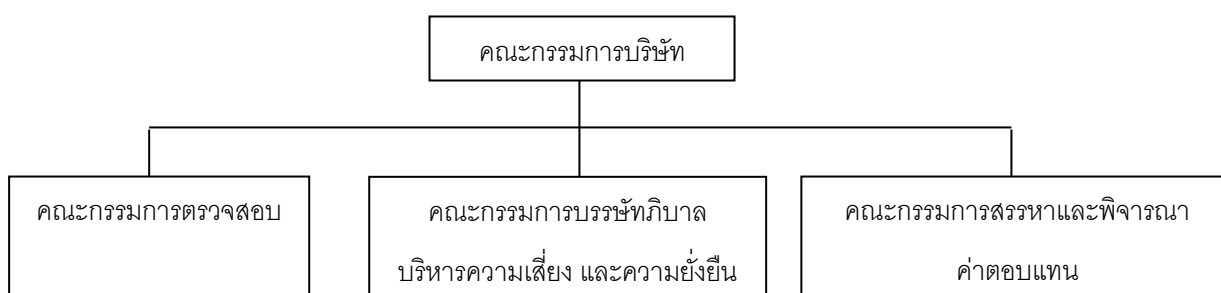 คณะกรรมการบริษัท
คณะกรรมการตรวจสอบ
คณะกรรมการบรรษัทภิบาล
บริหารความเสี่ยง และความยั่งยืน
คณะกรรมการสรรหาและพิจารณา
ค่าตอบแทน